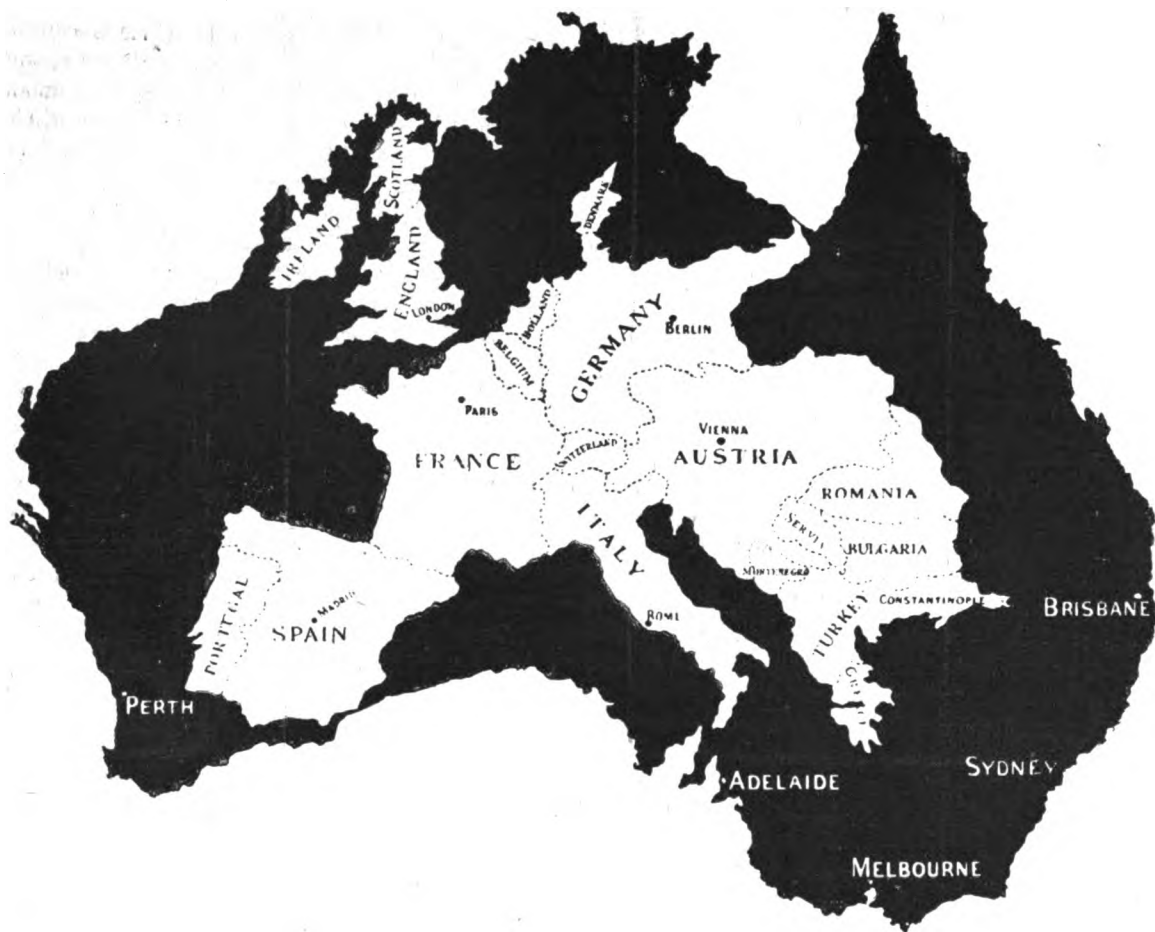 SCOTLAND
IRELAND
ENGLAND
LONDON
DENMARK
HOLLAND
BELGIUM
GERMANY
BERLIN
PARIS
FRANCE
VIENNA
AUSTRIA
ITALY
ROMANIA
SERVIA
BULGARIA
MONTENEGRO
CONSTANTINOPLE
TURKEY
BRISBANE
ROME
MADRID
SPAIN
PORTUGAL
PERTH
SYDNEY
ADELAIDE
MELBOURNE